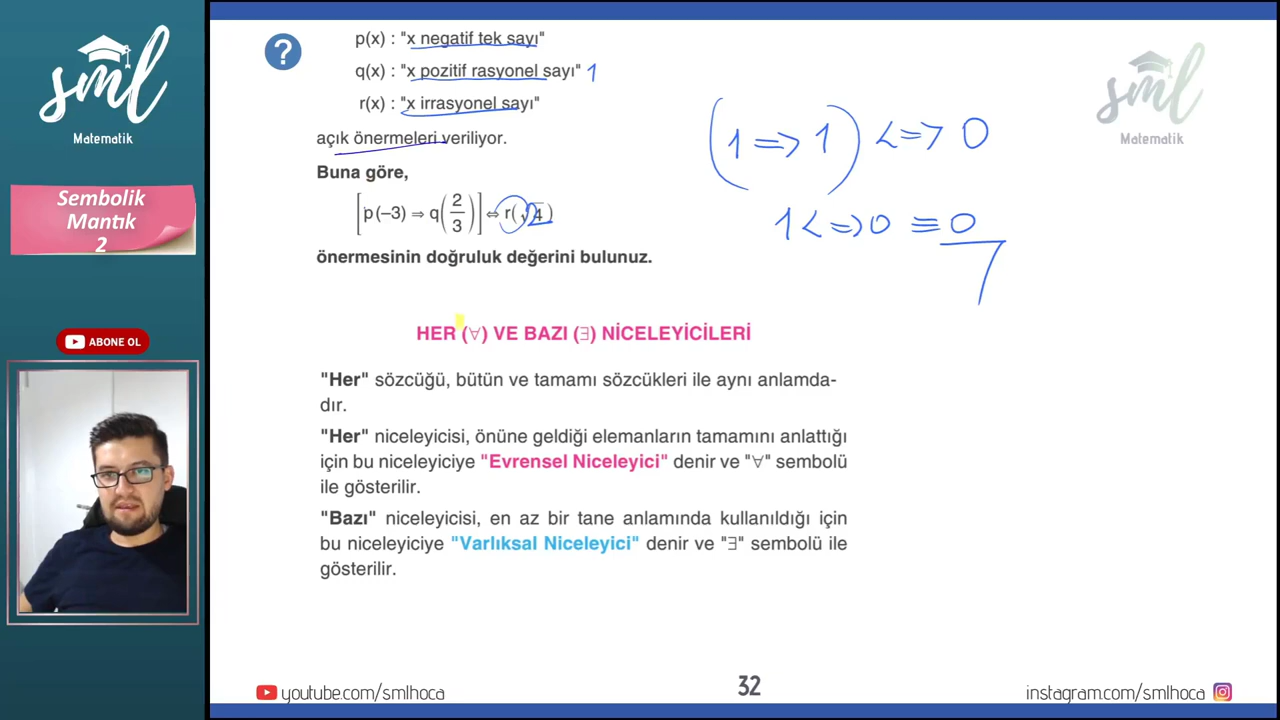 sml
Matematik
Sembolik
Mantık
2
ABONE OL
?
p(x) : "x negatif tek sayı"
q(x) : "x pozitif rasyonel sayı" 1
r(x) : "x irrasyonel sayı"
açık önermeleri veriliyor.
Buna göre,
[p(–3) ⇒ q(2/3)] ⇔ r(√4)
önermesinin doğruluk değerini bulunuz.
(1 => 1) <=> 0
1 <=> 0 ≡ 0
sml
Matematik
HER (∀) VE BAZI (∃) NİCELEYİCİLERİ
"Her" sözcüğü, bütün ve tamamı sözcükleri ile aynı anlamda-
dır.
"Her" niceleyicisi, önüne geldiği elemanların tamamını anlattığı
için bu niceleyiciye "Evrensel Niceleyici" denir ve "∀" sembolü
ile gösterilir.
"Bazı" niceleyicisi, en az bir tane anlamında kullanıldığı için
bu niceleyiciye "Varlıksal Niceleyici" denir ve "∃" sembolü ile
gösterilir.
youtube.com/smlhoca
32
instagram.com/smlhoca